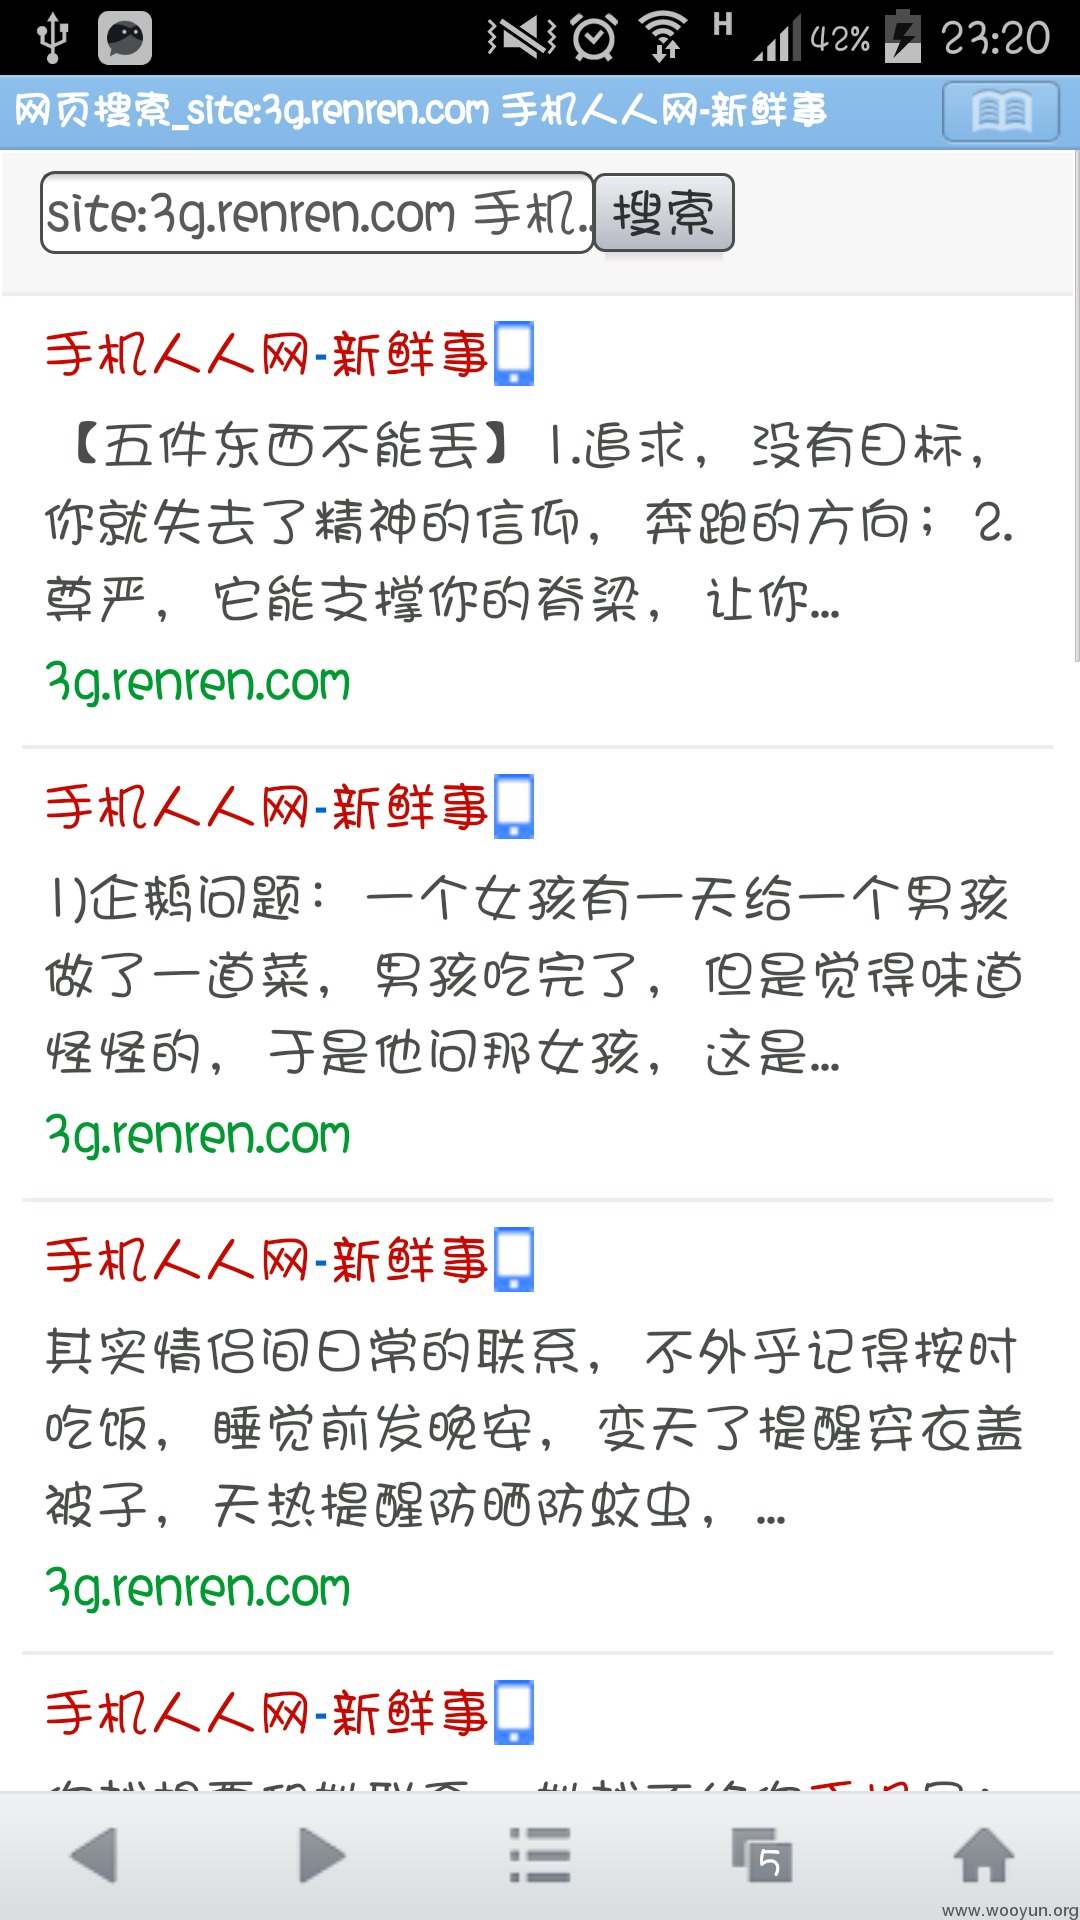 H 42% 23:20
网页搜索_site:3g.renren.com 手机人人网-新鲜事
site:3g.renren.com 手机... 搜索
手机人人网-新鲜事
【五件东西不能丢】1.追求，没有目标，
你就失去了精神的信仰，奔跑的方向；2.
尊严，它能支撑你的脊梁，让你...
3g.renren.com
手机人人网-新鲜事
1)企鹅问题：一个女孩有一天给一个男孩
做了一道菜，男孩吃完了，但是觉得味道
怪怪的，于是他问那女孩，这是...
3g.renren.com
手机人人网-新鲜事
其实情侣间日常的联系，不外乎记得按时
吃饭，睡觉前发晚安，变天了提醒穿衣盖
被子，天热提醒防晒防蚊虫，...
3g.renren.com
手机人人网-新鲜事
5
www.wooyun.org